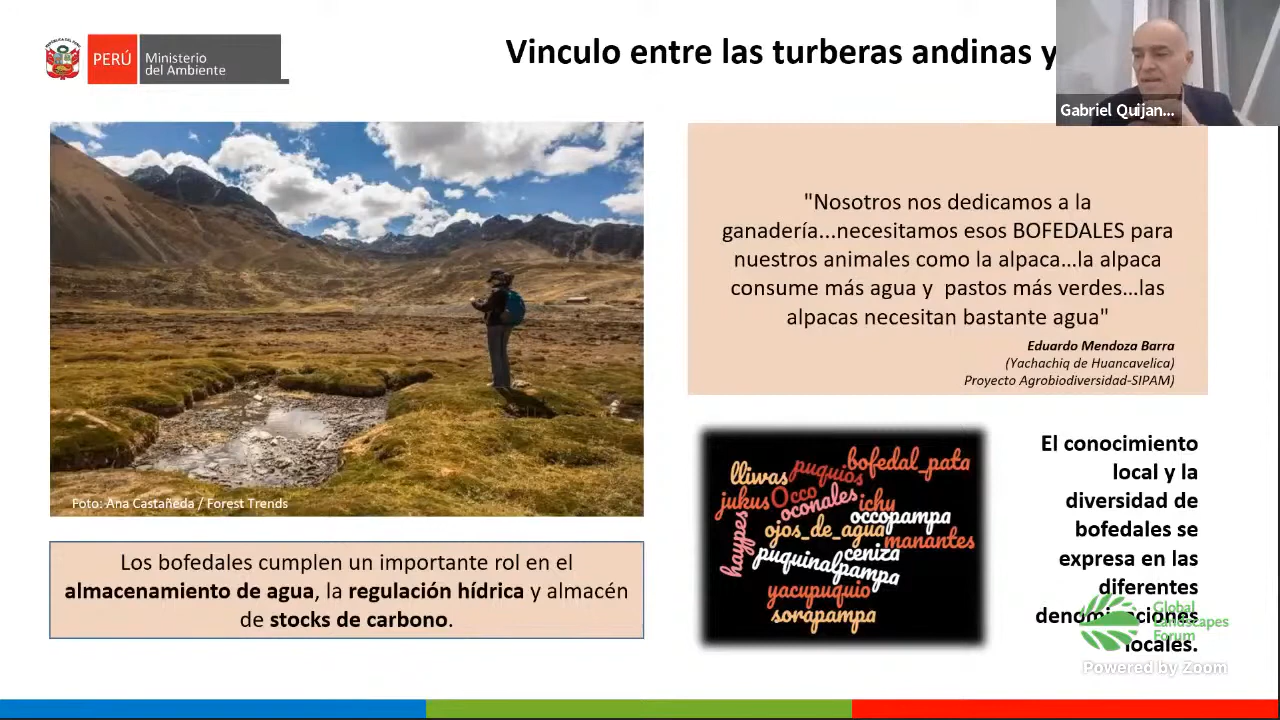 PERÚ
Ministerio
del Ambiente
Vinculo entre las turberas andinas y
Gabriel Quijan...
"Nosotros nos dedicamos a la
ganadería...necesitamos esos BOFEDALES para
nuestros animales como la alpaca...la alpaca
consume más agua y pastos más verdes...las
alpacas necesitan bastante agua"
Eduardo Mendoza Barra
(Yachachiq de Huancavelica)
Proyecto Agrobiodiversidad-SIPAM)
Foto: Ana Castañeda / Forest Trends
Los bofedales cumplen un importante rol en el
almacenamiento de agua, la regulación hídrica y almacén
de stocks de carbono.
bofedal_pata
lliwas
puquios
jukus
Occo
oconales
ichu
occopampa
haypes
ojos_de_agua
manantes
ceniza
puquinalpampa
yacupuquio
sorapampa
El conocimiento
local y la
diversidad de
bofedales se
expresa en las
diferentes
denominaciones
locales.
Global
Landscapes
Forum
Powered by Zoom